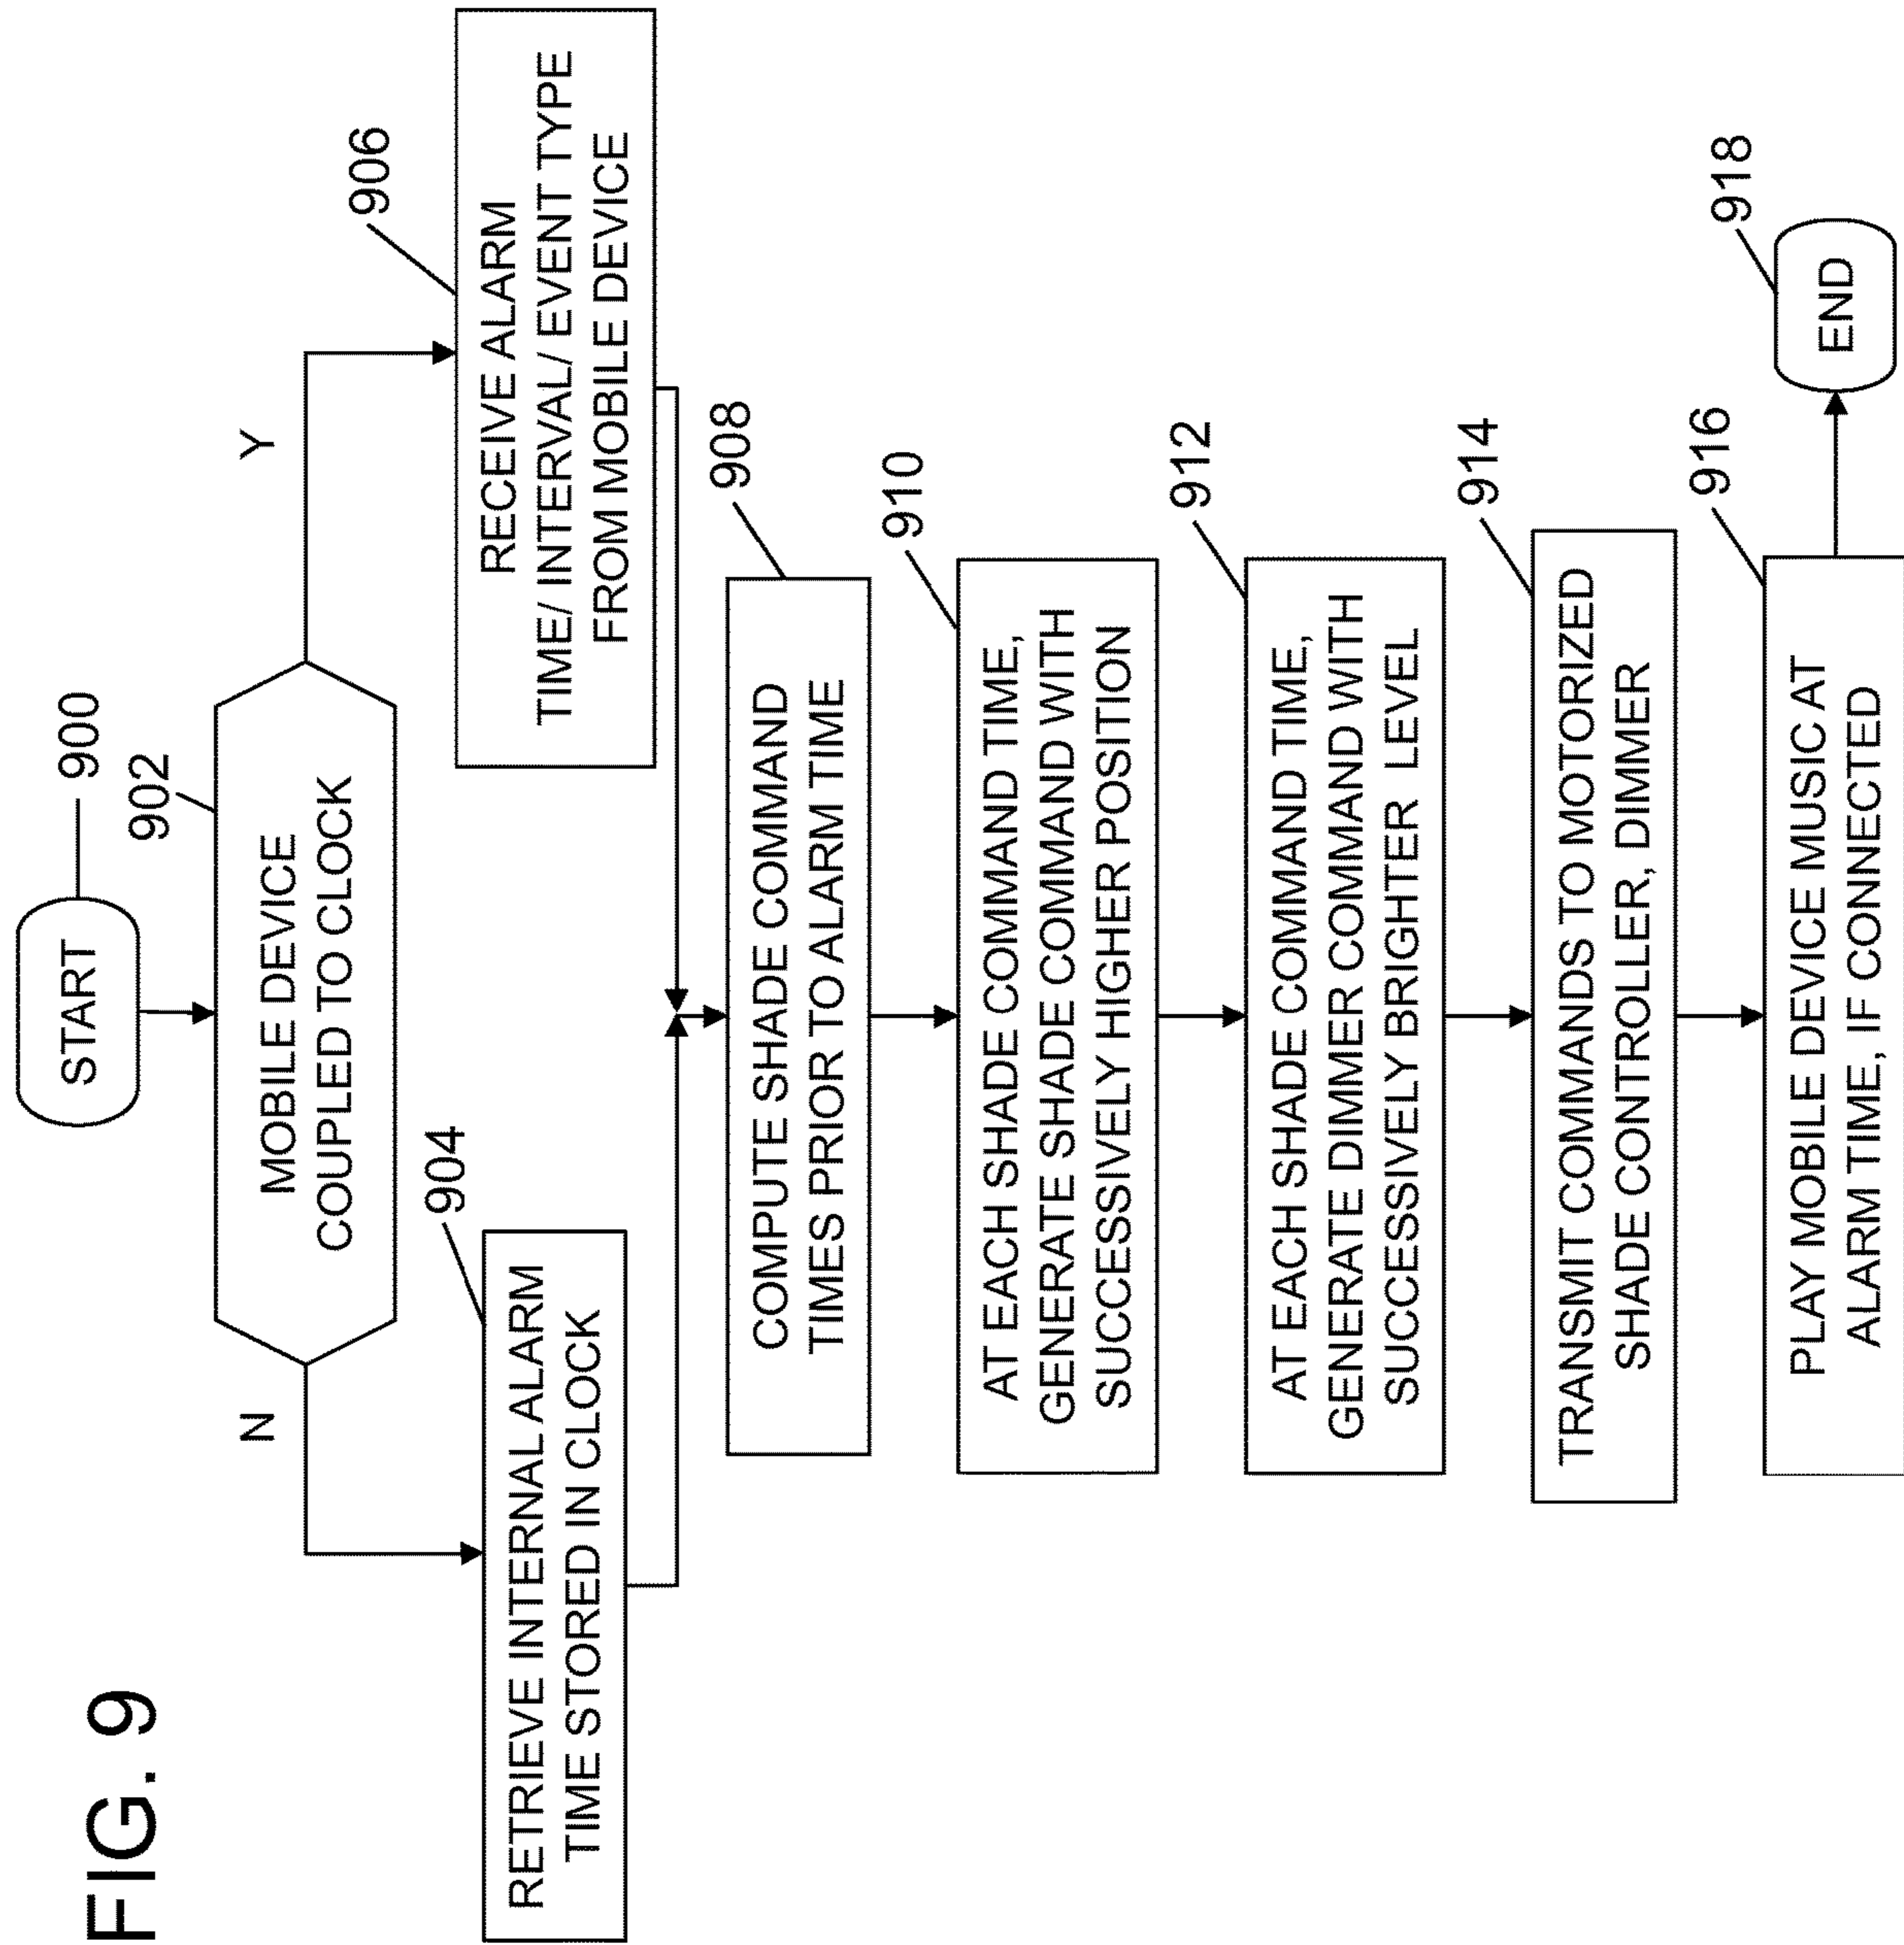 FIG. 9
START
900
902
MOBILE DEVICE
COUPLED TO CLOCK
N
Y
904
RETRIEVE INTERNAL ALARM
TIME STORED IN CLOCK
906
RECEIVE ALARM
TIME/ INTERVAL/ EVENT TYPE
FROM MOBILE DEVICE
908
COMPUTE SHADE COMMAND
TIMES PRIOR TO ALARM TIME
910
AT EACH SHADE COMMAND TIME,
GENERATE SHADE COMMAND WITH
SUCCESSIVELY HIGHER POSITION
912
AT EACH SHADE COMMAND TIME,
GENERATE DIMMER COMMAND WITH
SUCCESSIVELY BRIGHTER LEVEL
914
TRANSMIT COMMANDS TO MOTORIZED
SHADE CONTROLLER, DIMMER
916
PLAY MOBILE DEVICE MUSIC AT
ALARM TIME, IF CONNECTED
918
END